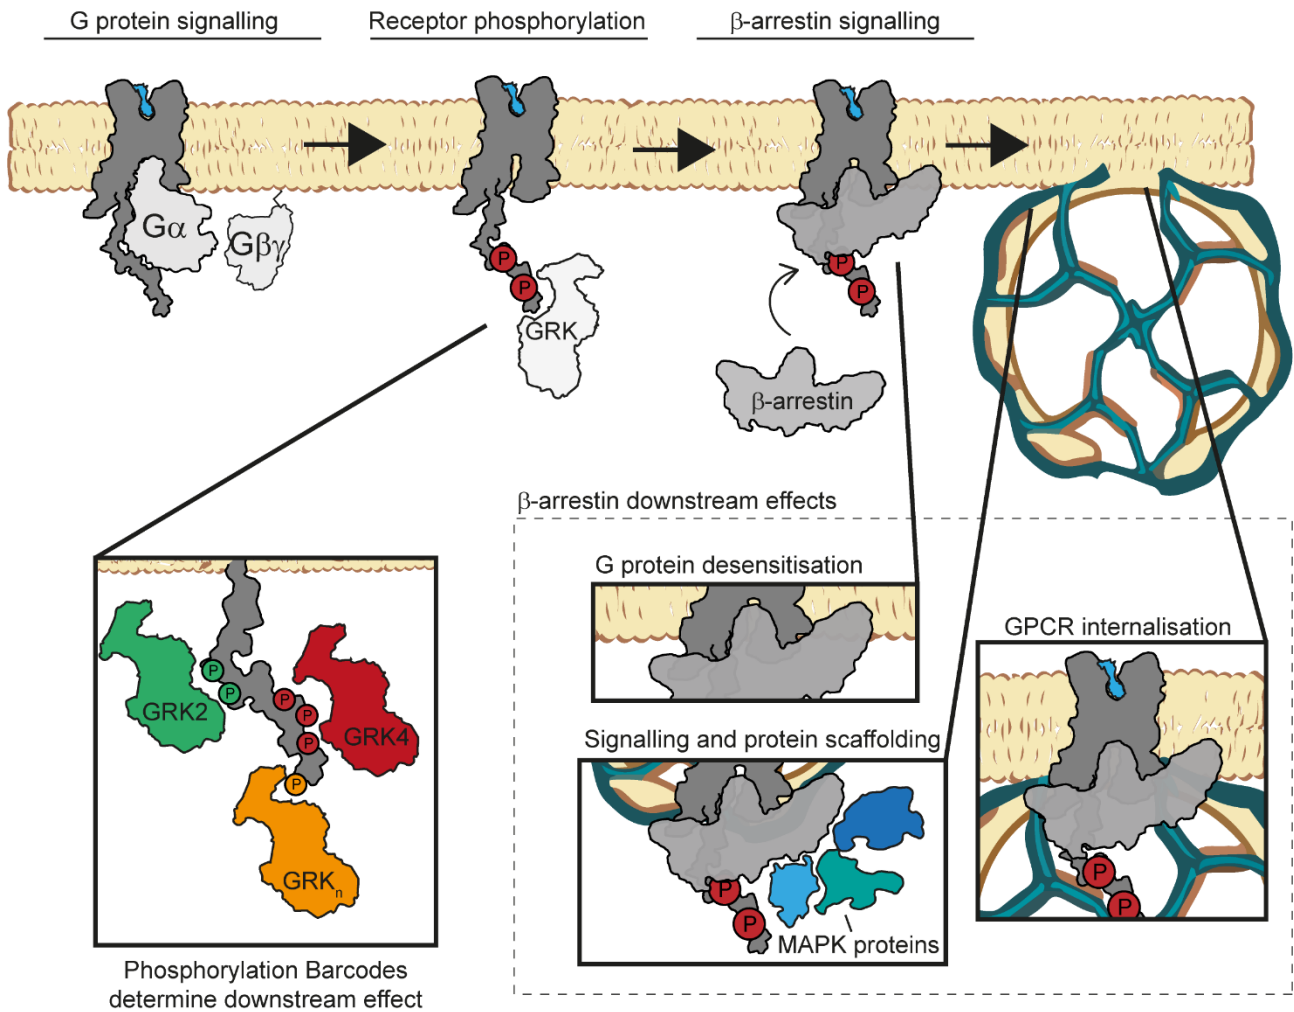 G protein signalling
Receptor phosphorylation
β-arrestin signalling
Gα
Gβγ
P
P
GRK
P
P
β-arrestin
β-arrestin downstream effects
G protein desensitisation
GPCR internalisation
P
P
Signalling and protein scaffolding
P
P
MAPK proteins
P
P
P
P
P
P
GRK2
GRK4
GRKn
Phosphorylation Barcodes
determine downstream effect